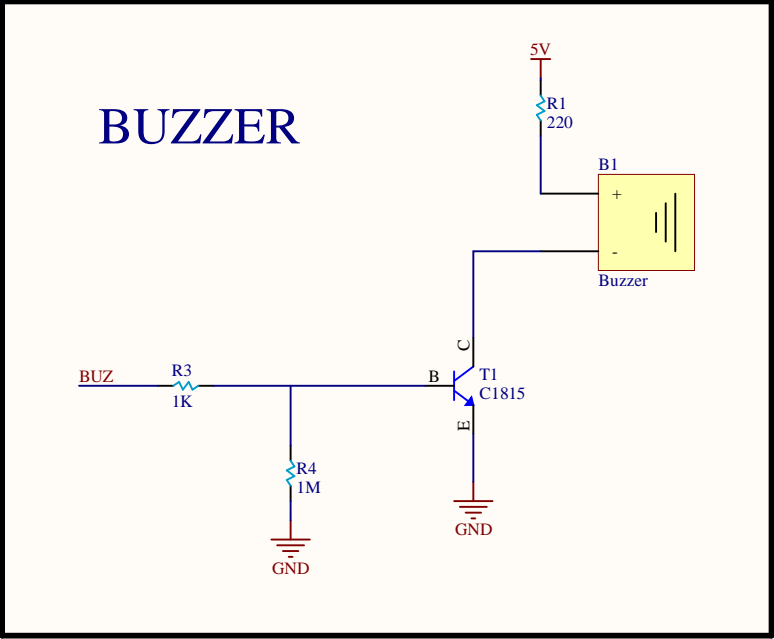 5V
BUZZER
R1
220
B1
+
-
Buzzer
C
BUZ
R3
1K
B
T1
C1815
E
R4
1M
GND
GND